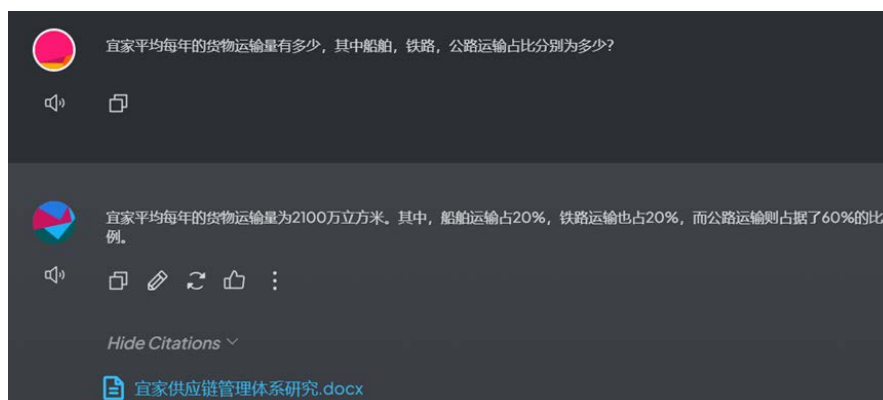 宜家平均每年的货物运输量有多少，其中船舶，铁路，公路运输占比分别为多少?
宜家平均每年的货物运输量为2100万立方米。其中，船舶运输占20%，铁路运输也占20%，而公路运输则占据了60%的比
例。
Hide Citations
宜家供应链管理体系研究.docx